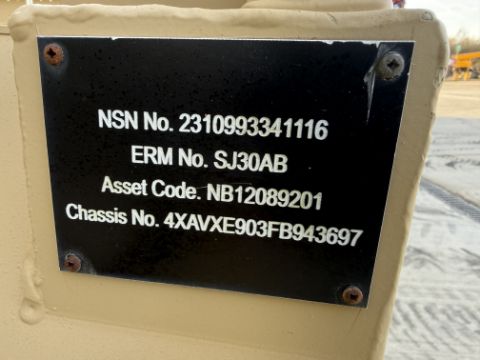 NSN No. 2310993341116
ERM No. SJ30AB
Asset Code. NB12089201
Chassis No. 4XAVXE903FB943697